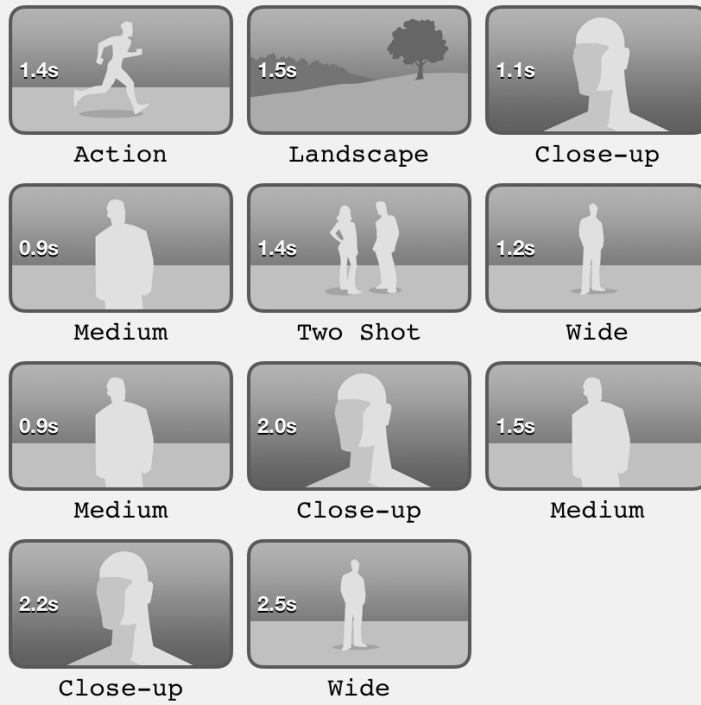 1.4s 1.5s 1.1s
Action Landscape Close-up
0.9s 1.4s 1.2s
Medium Two Shot Wide
0.9s 2.0s 1.5s
Medium Close-up Medium
2.2s 2.5s
Close-up Wide